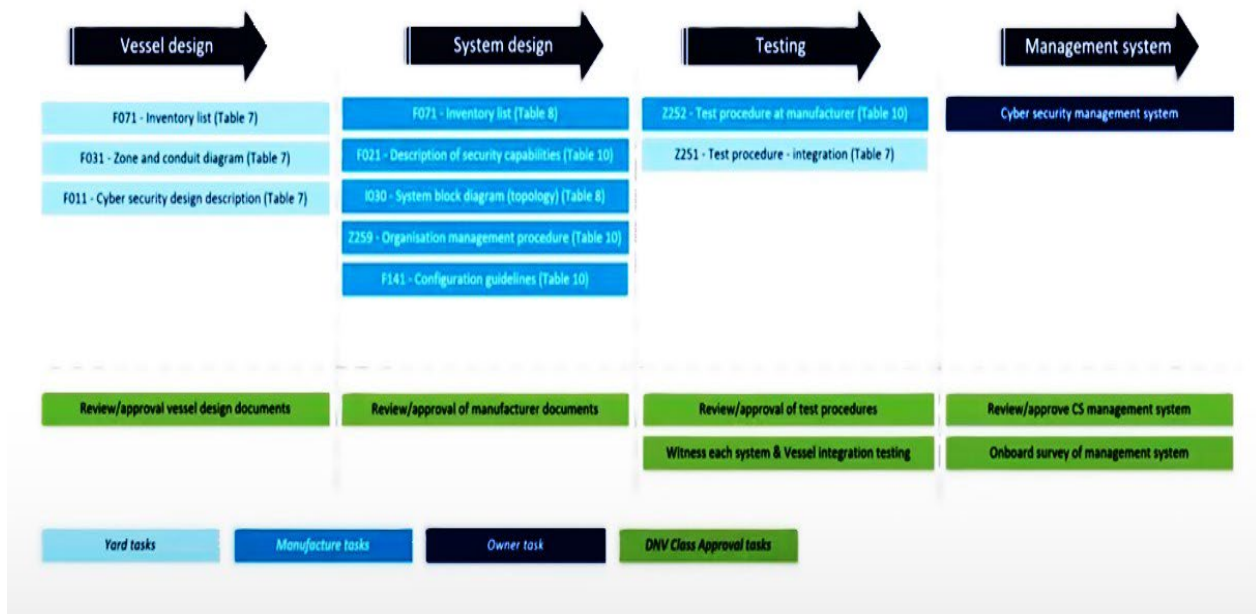 Vessel design
System design
Testing
Management system
F071 - Inventory list (Table 7)
F031 - Zone and conduit diagram (Table 7)
F011 - Cyber security design description (Table 7)
F071 - Inventory list (Table 8)
F021 - Description of security capabilities (Table 10)
I030 - System block diagram (topology) (Table 8)
Z259 - Organisation management procedure (Table 10)
F141 - Configuration guidelines (Table 10)
Z252 - Test procedure at manufacturer (Table 10)
Z251 - Test procedure - integration (Table 7)
Cyber security management system
Review/approval vessel design documents
Review/approval of manufacturer documents
Review/approval of test procedures
Witness each system & Vessel integration testing
Review/approve CS management system
Onboard survey of management system
Yard tasks
Manufacture tasks
Owner task
DNV Class Approval tasks